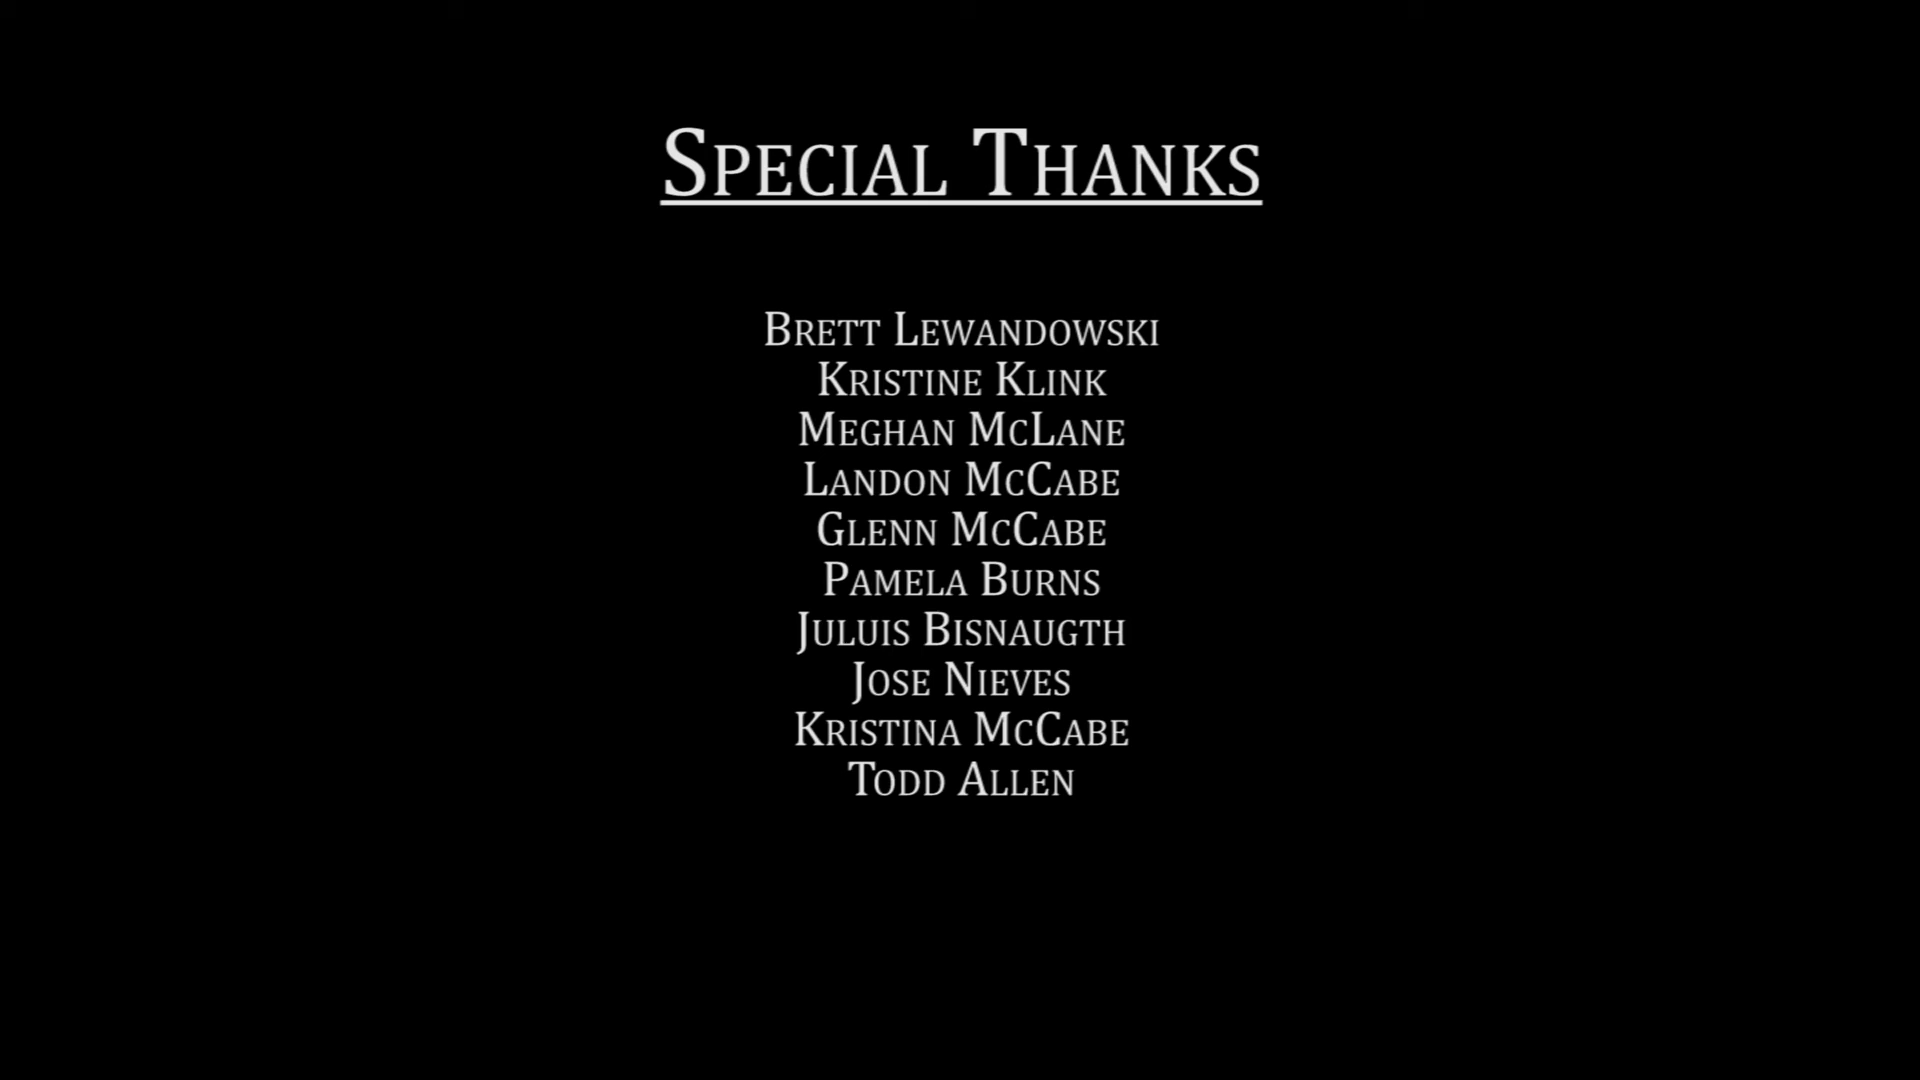 Special Thanks
Brett Lewandowski
Kristine Klink
Meghan McLane
Landon McCabe
Glenn McCabe
Pamela Burns
Juluis Bisnaugth
Jose Nieves
Kristina McCabe
Todd Allen